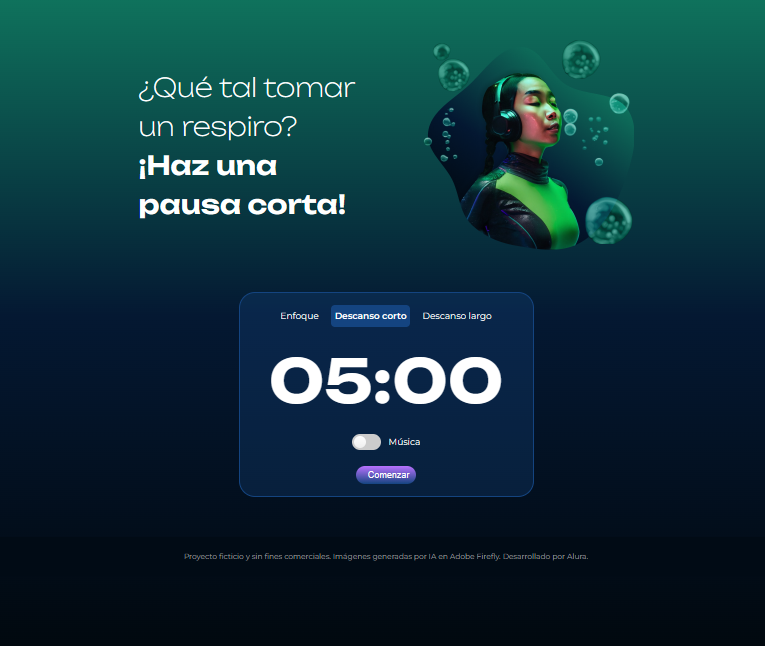 ¿Qué tal tomar
un respiro?
¡Haz una
pausa corta!
Enfoque
Descanso corto
Descanso largo
05:00
Música
Comenzar
Proyecto ficticio y sin fines comerciales. Imágenes generadas por IA en Adobe Firefly. Desarrollado por Alura.